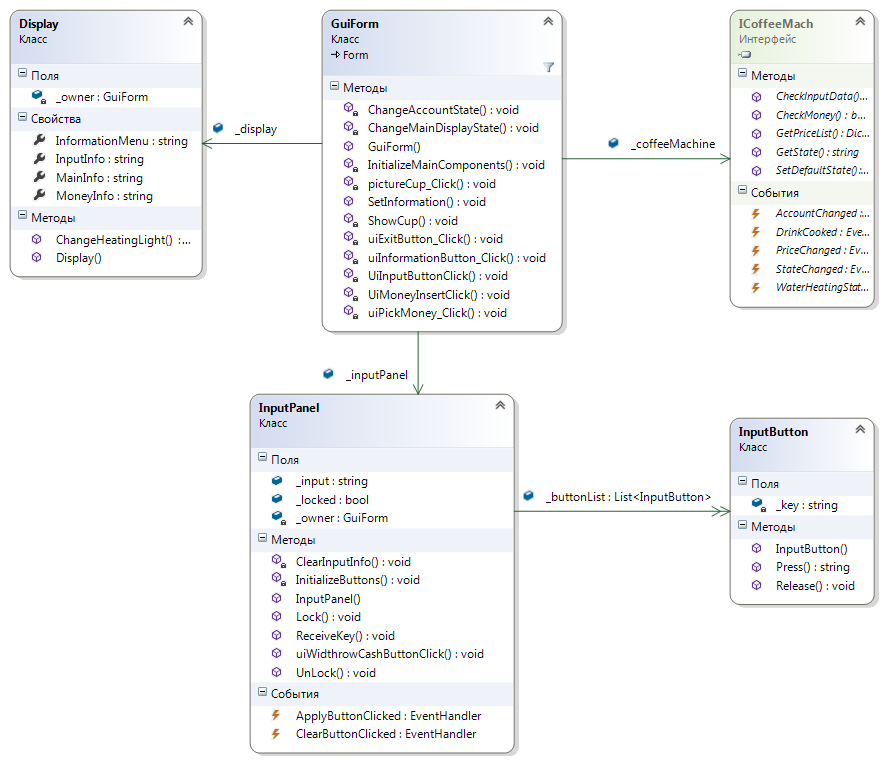 Display
Класс
Поля
_owner : GuiForm
Свойства
InformationMenu : string
InputInfo : string
MainInfo : string
MoneyInfo : string
Методы
ChangeHeatingLight() :...
Display()
_display
GuiForm
Класс
Form
Методы
ChangeAccountState() : void
ChangeMainDisplayState() : void
GuiForm()
InitializeMainComponents() : void
pictureCup_Click() : void
SetInformation() : void
ShowCup() : void
uiExitButton_Click() : void
uiInformationButton_Click() : void
UiInputButtonClick() : void
UiMoneyInsertClick() : void
uiPickMoney_Click() : void
_coffeeMachine
ICoffeeMach
Интерфейс
Методы
CheckInputData()...
CheckMoney() : b...
GetPriceList() : Dic...
GetState() : string
SetDefaultState() :...
События
AccountChanged :...
DrinkCooked : Eve...
PriceChanged : Ev...
StateChanged : Ev...
WaterHeatingStat...
_inputPanel
InputPanel
Класс
Поля
_input : string
_locked : bool
_owner : GuiForm
Методы
ClearInputInfo() : void
InitializeButtons() : void
InputPanel()
Lock() : void
ReceiveKey() : void
uiWidthrowCashButtonClick() : void
UnLock() : void
События
ApplyButtonClicked : EventHandler
ClearButtonClicked : EventHandler
_buttonList : List<InputButton>
InputButton
Класс
Поля
_key : string
Методы
InputButton()
Press() : string
Release() : void